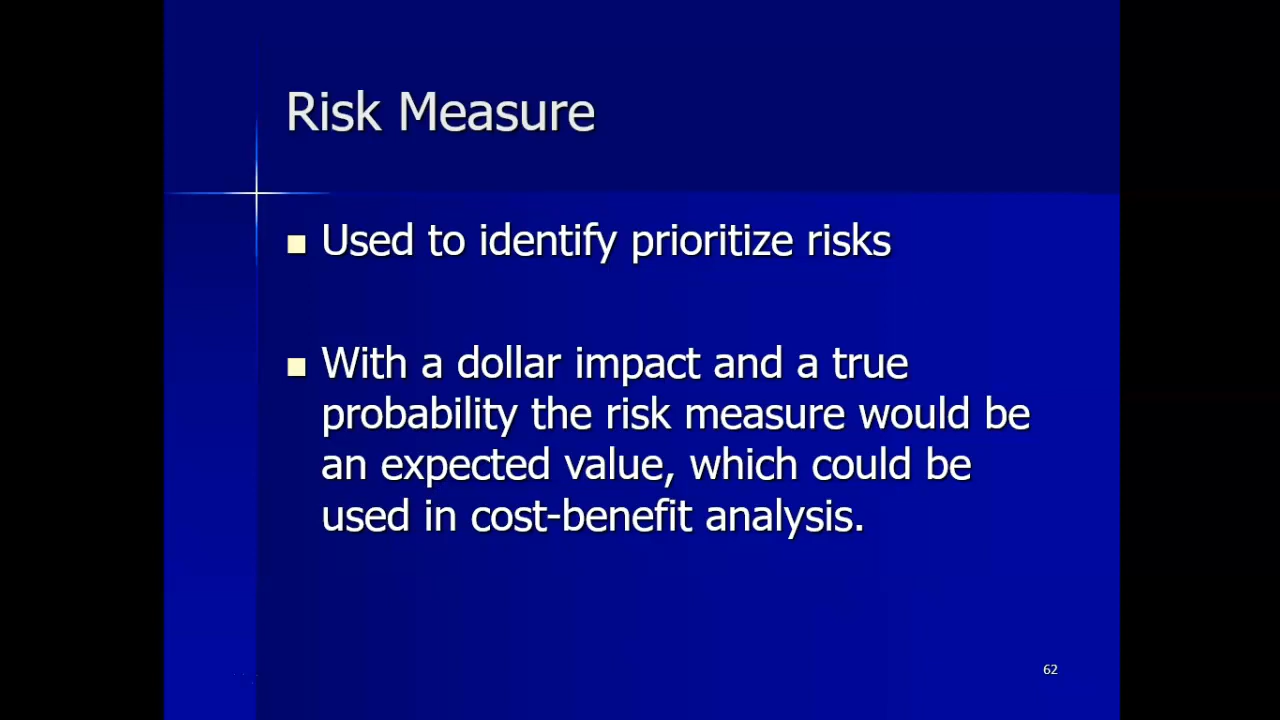 Risk Measure
Used to identify prioritize risks
With a dollar impact and a true
probability the risk measure would be
an expected value, which could be
used in cost-benefit analysis.
62